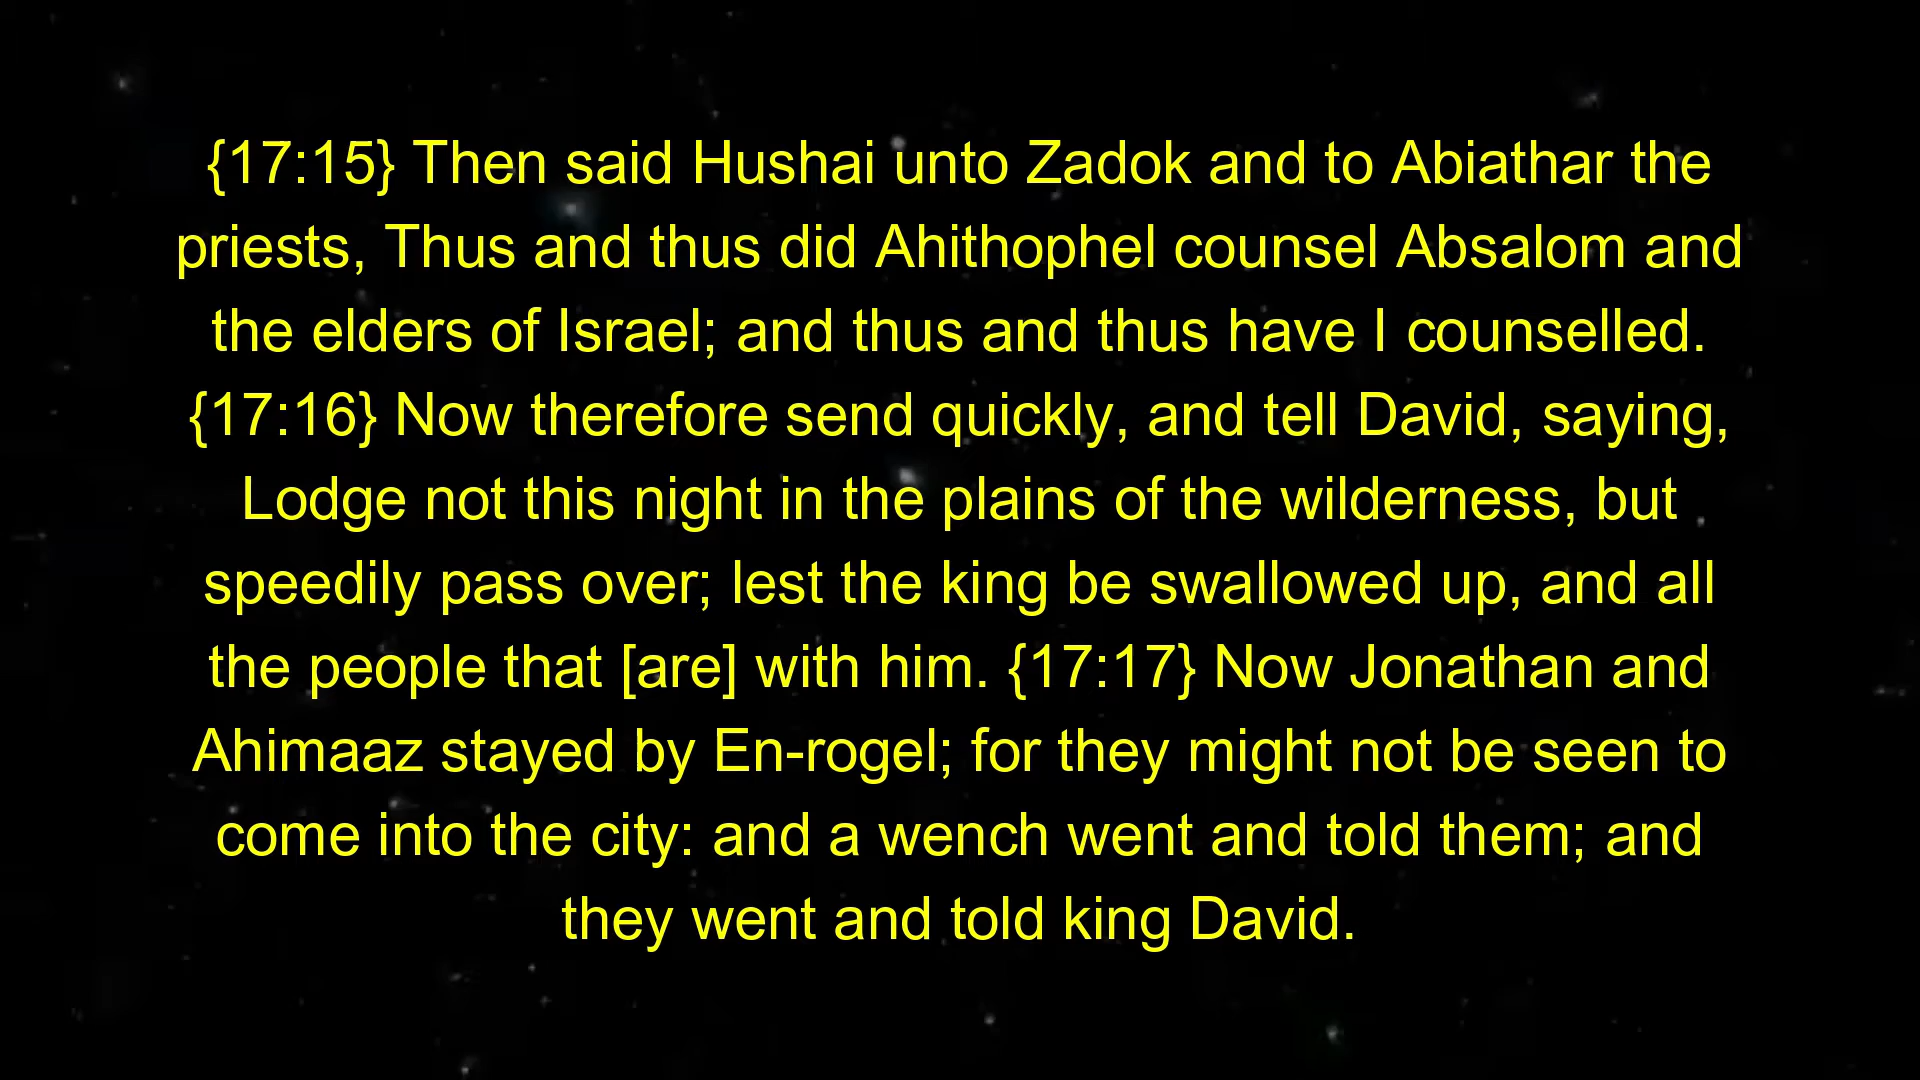 {17:15} Then said Hushai unto Zadok and to Abiathar the
priests, Thus and thus did Ahithophel counsel Absalom and
the elders of Israel; and thus and thus have I counselled.
{17:16} Now therefore send quickly, and tell David, saying,
Lodge not this night in the plains of the wilderness, but
speedily pass over; lest the king be swallowed up, and all
the people that [are] with him. {17:17} Now Jonathan and
Ahimaaz stayed by En-rogel; for they might not be seen to
come into the city: and a wench went and told them; and
they went and told king David.